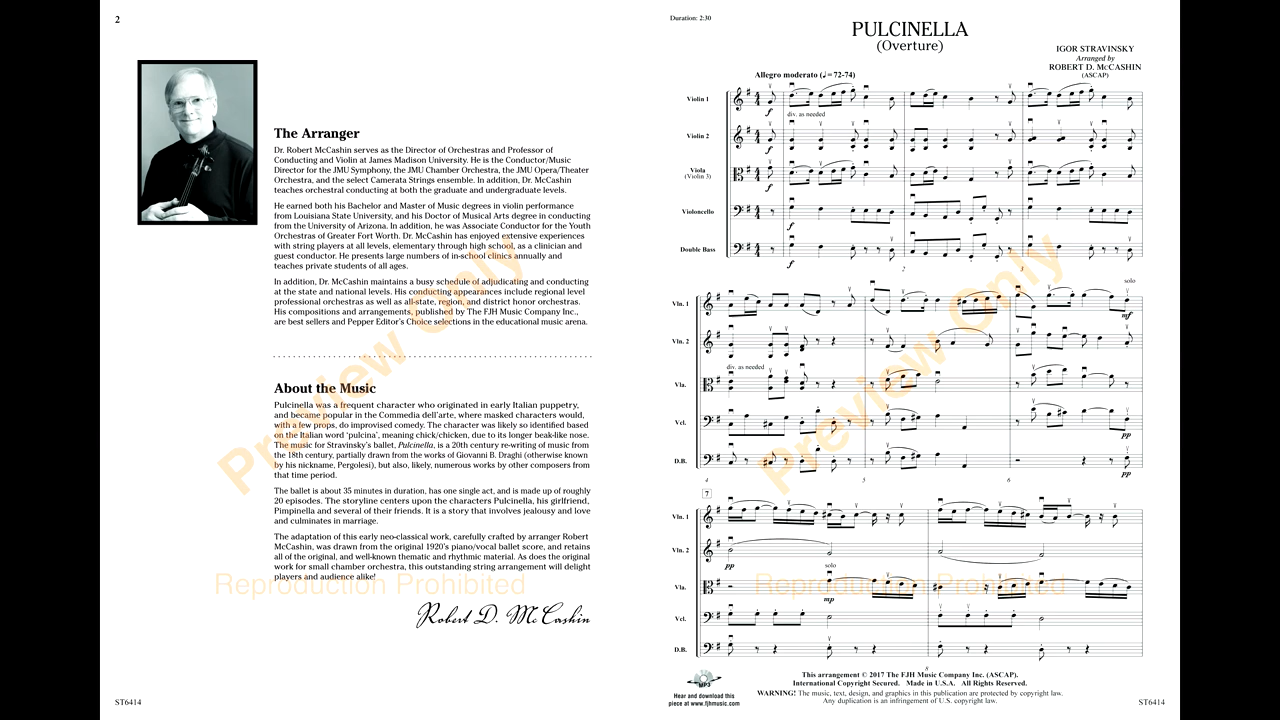 2
The Arranger
Dr. Robert McCashin serves as the Director of Orchestras and Professor of
Conducting and Violin at James Madison University. He is the Conductor/Music
Director for the JMU Symphony, the JMU Chamber Orchestra, the JMU Opera/Theater
Orchestra, and the select Camerata Strings ensemble. In addition, Dr. McCashin
teaches orchestral conducting at both the graduate and undergraduate levels.
He earned both his Bachelor and Master of Music degrees in violin performance
from Louisiana State University, and his Doctor of Musical Arts degree in conducting
from the University of Arizona. In addition, he was Associate Conductor for the Youth
Orchestras of Greater Fort Worth. Dr. McCashin has enjoyed extensive experiences
with string players at all levels, elementary through high school, as a clinician and
guest conductor. He presents large numbers of in-school clinics annually and
teaches private students of all ages.
In addition, Dr. McCashin maintains a busy schedule of adjudicating and conducting
at the state and national levels. His conducting appearances include regional level
professional orchestras as well as all-state, region, and district honor orchestras.
His compositions and arrangements, published by The FJH Music Company Inc.,
are best sellers and Pepper Editor's Choice selections in the educational music arena.
About the Music
Pulcinella was a frequent character who originated in early Italian puppetry,
and became popular in the Commedia dell'arte, where masked characters would,
with a few props, do improvised comedy. The character was likely so identified based
on the Italian word 'pulcina', meaning chick/chicken, due to its longer beak-like nose.
The music for Stravinsky's ballet, Pulcinella, is a 20th century re-writing of music from
the 18th century, partially drawn from the works of Giovanni B. Draghi (otherwise known
by his nickname, Pergolesi), but also, likely, numerous works by other composers from
that time period.
The ballet is about 35 minutes in duration, has one single act, and is made up of roughly
20 episodes. The storyline centers upon the characters Pulcinella, his girlfriend,
Pimpinella and several of their friends. It is a story that involves jealousy and love
and culminates in marriage.
The adaptation of this early neo-classical work, carefully crafted by arranger Robert
McCashin, was drawn from the original 1920's piano/vocal ballet score, and retains
all of the original, and well-known thematic and rhythmic material. As does the original
work for small chamber orchestra, this outstanding string arrangement will delight
players and audience alike!
Robert D. McCashin
Preview Only
Reproduction Prohibited
ST6414
Duration: 2:30
PULCINELLA
(Overture)
IGOR STRAVINSKY
Arranged by
ROBERT D. McCASHIN
(ASCAP)
Allegro moderato (♩ = 72-74)
Violin 1
f
div. as needed
Violin 2
f
Viola
(Violin 3)
f
Violoncello
f
Double Bass
f
2
3
solo
Vln. 1
mf
Vln. 2
div. as needed
Vla.
Vcl.
pp
D.B.
pp
4
5
6
7
Vln. 1
Vln. 2
pp
solo
Vla.
mp
Vcl.
D.B.
8
Preview Only
Reproduction Prohibited
MP3
Hear and download this
piece at www.fjhmusic.com
This arrangement © 2017 The FJH Music Company Inc. (ASCAP).
International Copyright Secured. Made in U.S.A. All Rights Reserved.
WARNING! The music, text, design, and graphics in this publication are protected by copyright law.
Any duplication is an infringement of U.S. copyright law.
ST6414